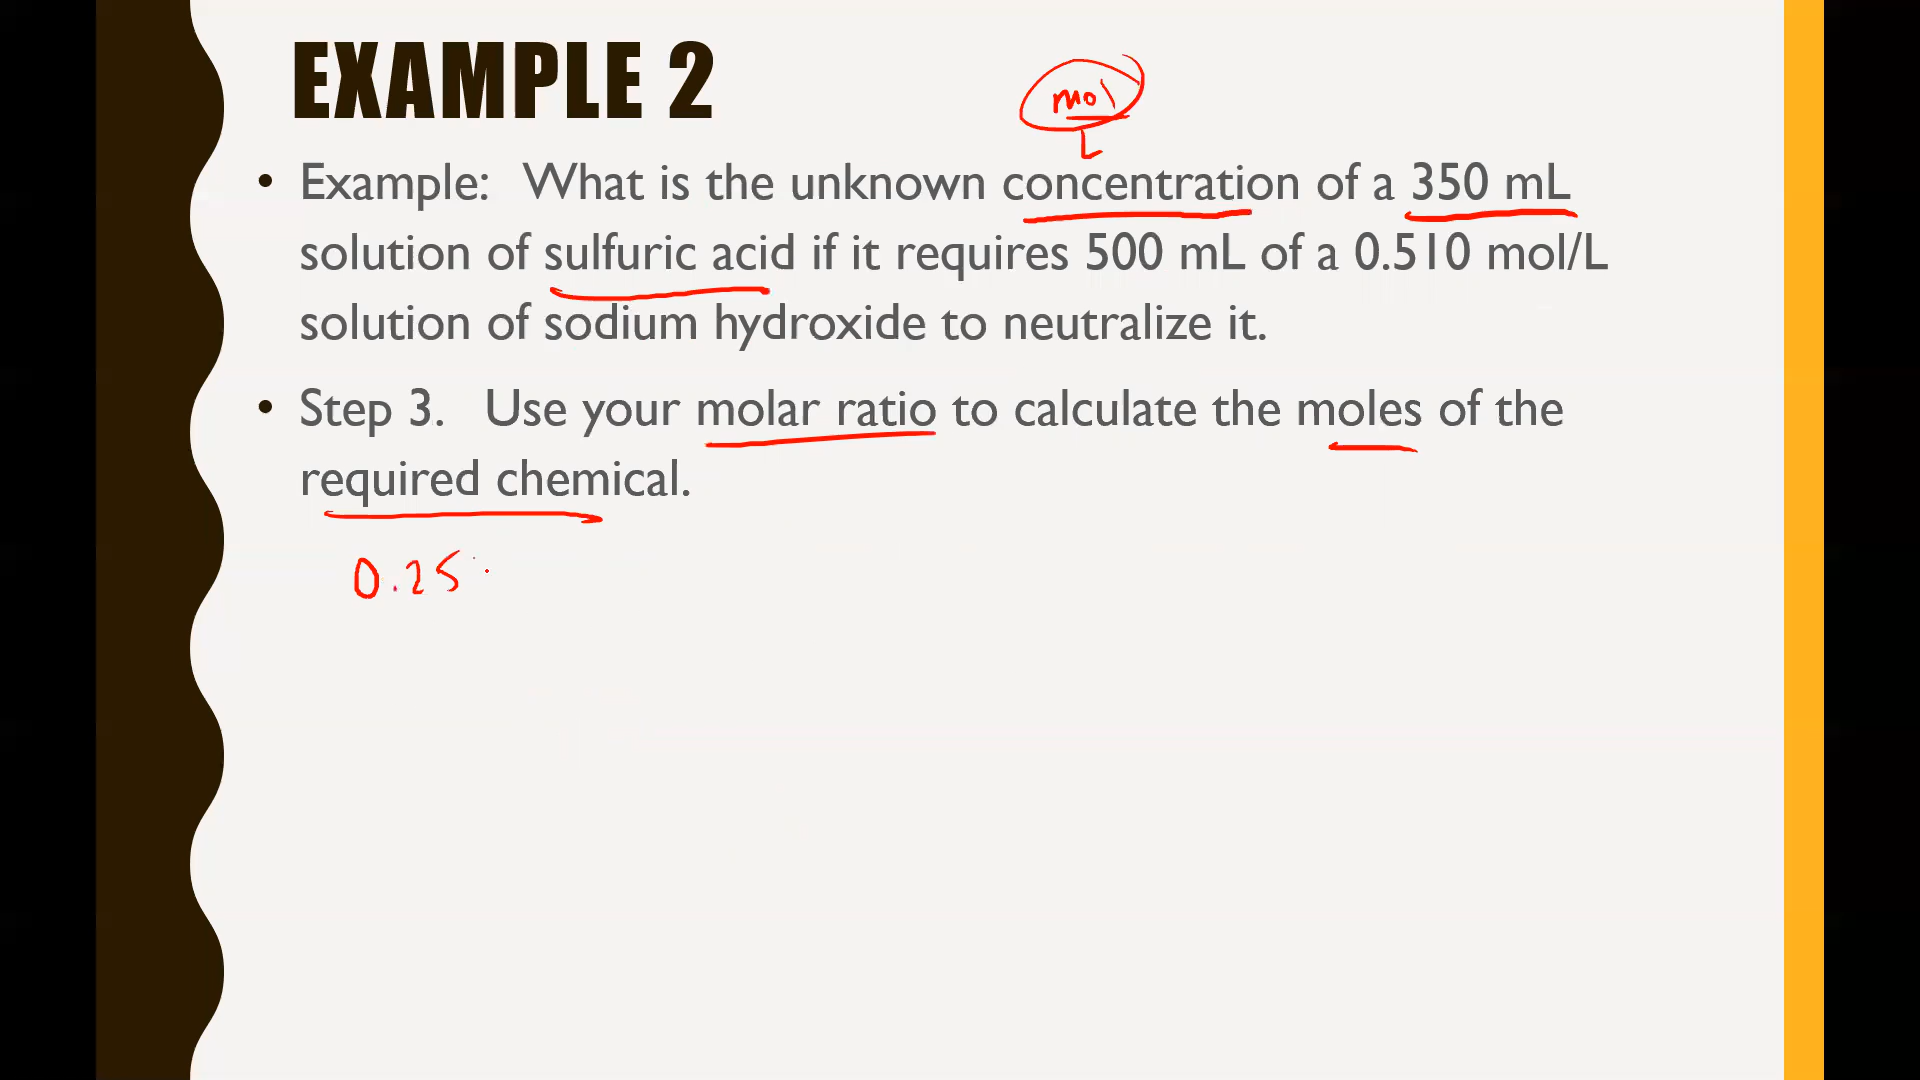 EXAMPLE 2
mol
L
• Example: What is the unknown concentration of a 350 mL
solution of sulfuric acid if it requires 500 mL of a 0.510 mol/L
solution of sodium hydroxide to neutralize it.
• Step 3. Use your molar ratio to calculate the moles of the
required chemical.
0.25